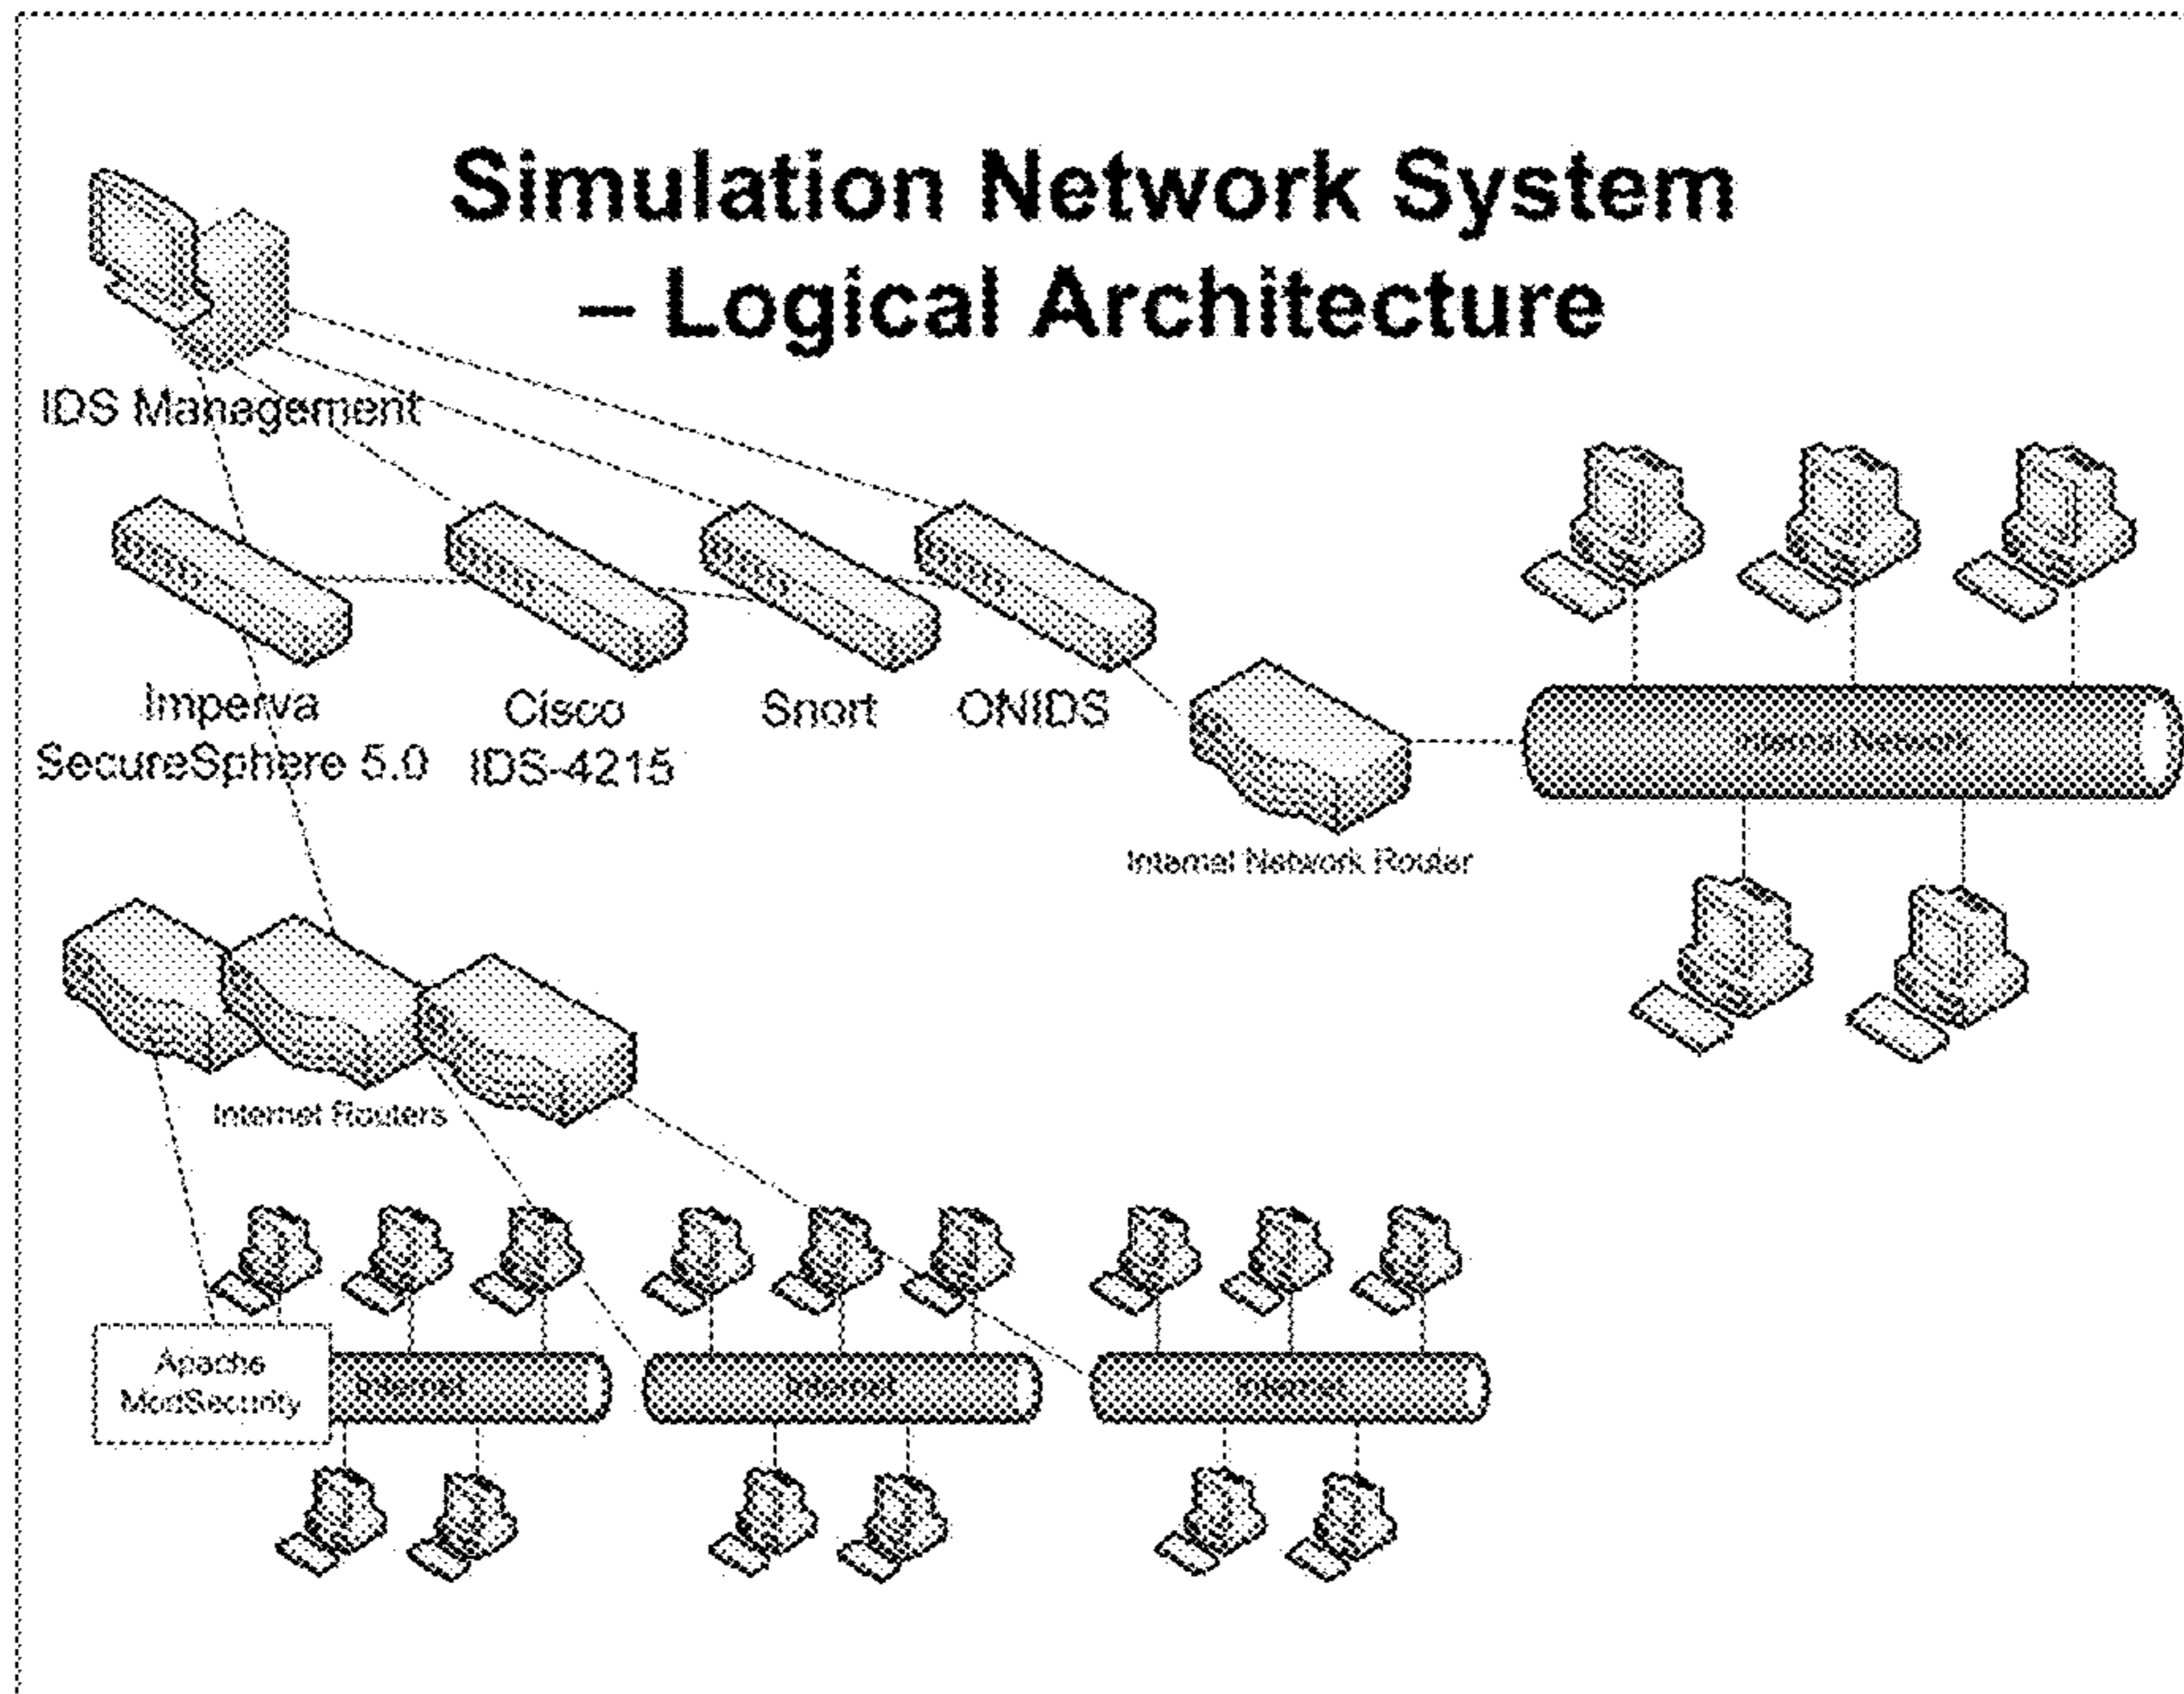 Simulation Network System
– Logical Architecture
IDS Management
Imperva
SecureSphere 5.0
Cisco
IDS-4215
Snort
ONIDS
Internal Network
Internal Network Router
Internet Routers
Apache
ModSecurity
Internet
Internet
Internet